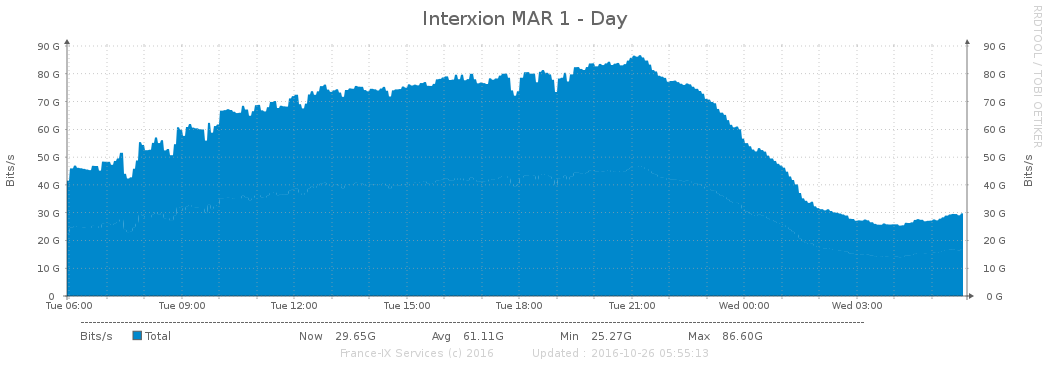 Interxion MAR 1 - Day
RRDTOOL / TOBI OETIKER
Bits/s
Bits/s
90 G 90 G
80 G 80 G
70 G 70 G
60 G 60 G
50 G 50 G
40 G 40 G
30 G 30 G
20 G 20 G
10 G 10 G
0 0 G
Tue 06:00 Tue 09:00 Tue 12:00 Tue 15:00 Tue 18:00 Tue 21:00 Wed 00:00 Wed 03:00
Bits/s Total Now 29.65G Avg 61.11G Min 25.27G Max 86.60G
France-IX Services (c) 2016 Updated : 2016-10-26 05:55:13